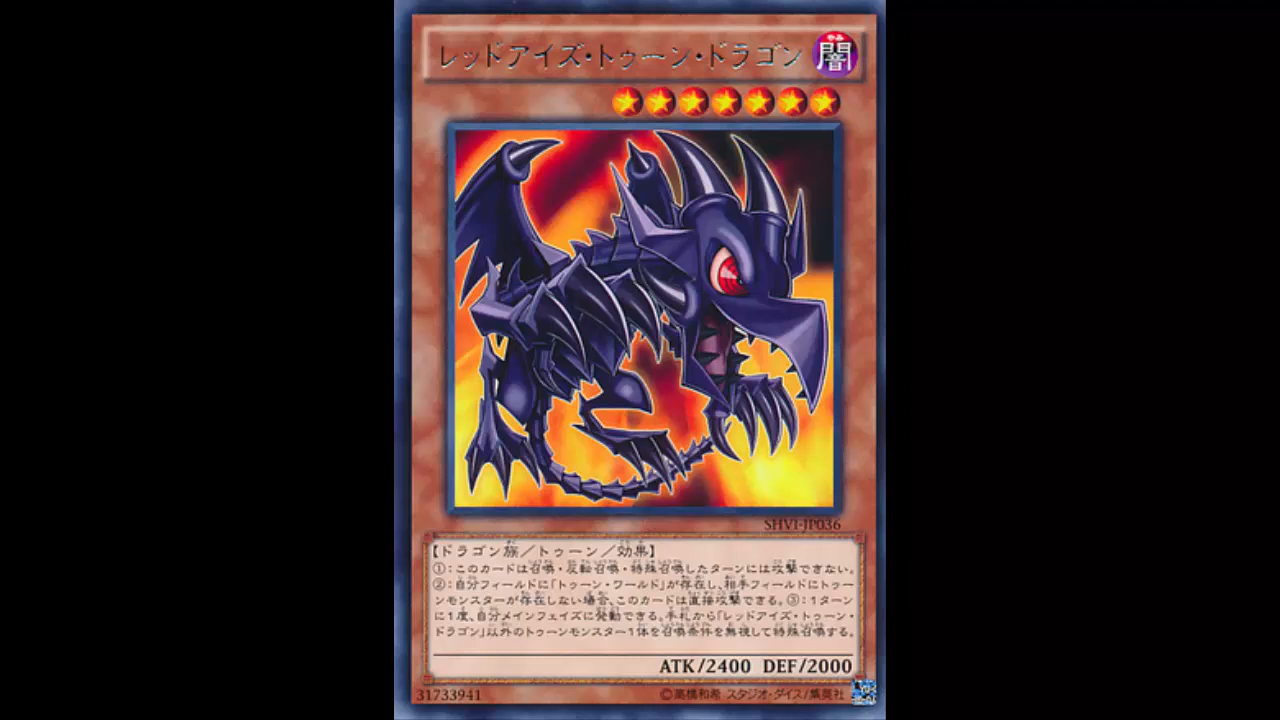 レッドアイズ・トゥーン・ドラゴン
闇
SHVI-JP036
【ドラゴン族／トゥーン／効果】
①：このカードは召喚・反転召喚・特殊召喚したターンには攻撃できない。
②：自分フィールドに「トゥーン・ワールド」が存在し、相手フィールドにトゥー
ンモンスターが存在しない場合、このカードは直接攻撃できる。③：１ターン
に１度、自分メインフェイズに発動できる。手札から「レッドアイズ・トゥーン・
ドラゴン」以外のトゥーンモンスター１体を召喚条件を無視して特殊召喚する。
ATK/2400 DEF/2000
31733941 ©高橋和希 スタジオ・ダイス/集英社